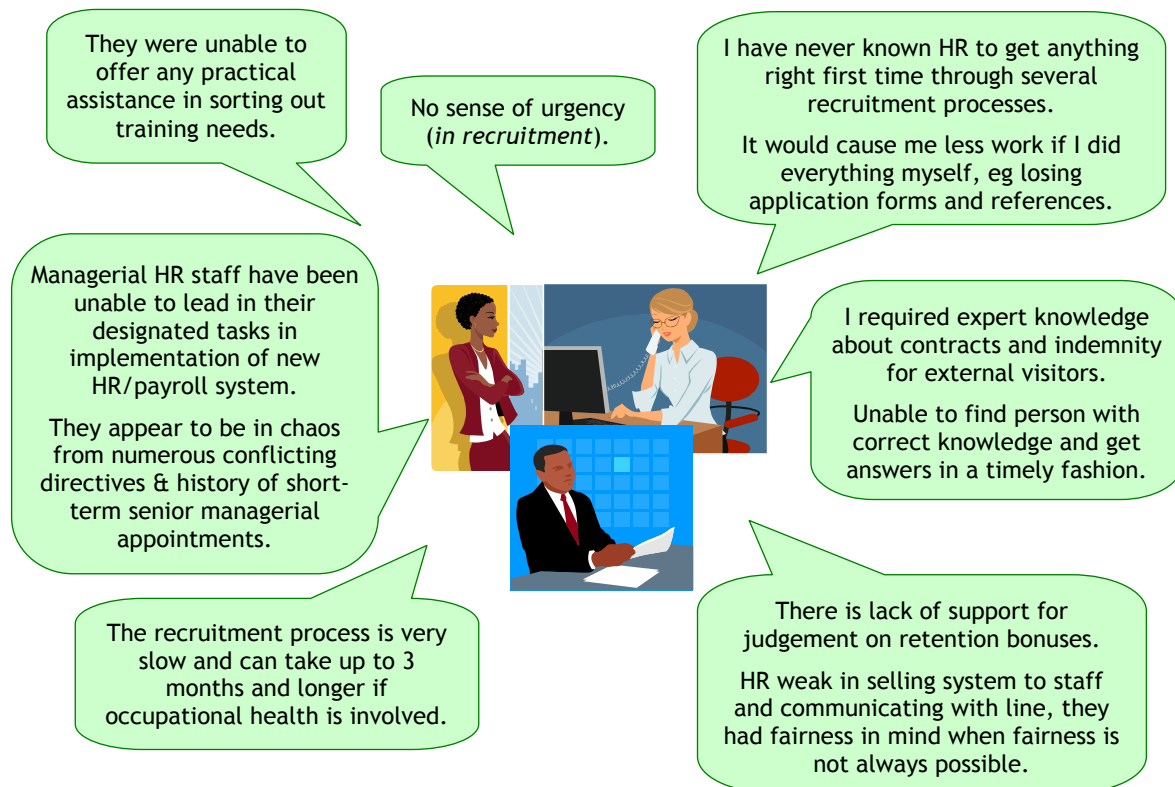 They were unable to
offer any practical
assistance in sorting out
training needs.
No sense of urgency
(in recruitment).
I have never known HR to get anything
right first time through several
recruitment processes.
It would cause me less work if I did
everything myself, eg losing
application forms and references.
Managerial HR staff have been
unable to lead in their
designated tasks in
implementation of new
HR/payroll system.
They appear to be in chaos
from numerous conflicting
directives & history of short-
term senior managerial
appointments.
I required expert knowledge
about contracts and indemnity
for external visitors.
Unable to find person with
correct knowledge and get
answers in a timely fashion.
The recruitment process is very
slow and can take up to 3
months and longer if
occupational health is involved.
There is lack of support for
judgement on retention bonuses.
HR weak in selling system to staff
and communicating with line, they
had fairness in mind when fairness is
not always possible.